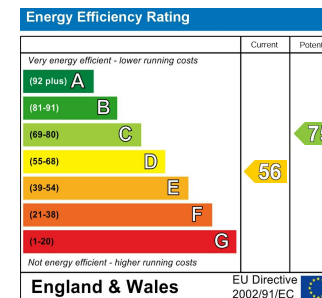 Energy Efficiency Rating
Current
Very energy efficient - lower running costs
(92 plus) A
(81-91) B
(69-80) C
(55-68) D
56
(39-54) E
(21-38) F
(1-20) G
Not energy efficient - higher running costs
England & Wales
EU Directive
2002/91/EC